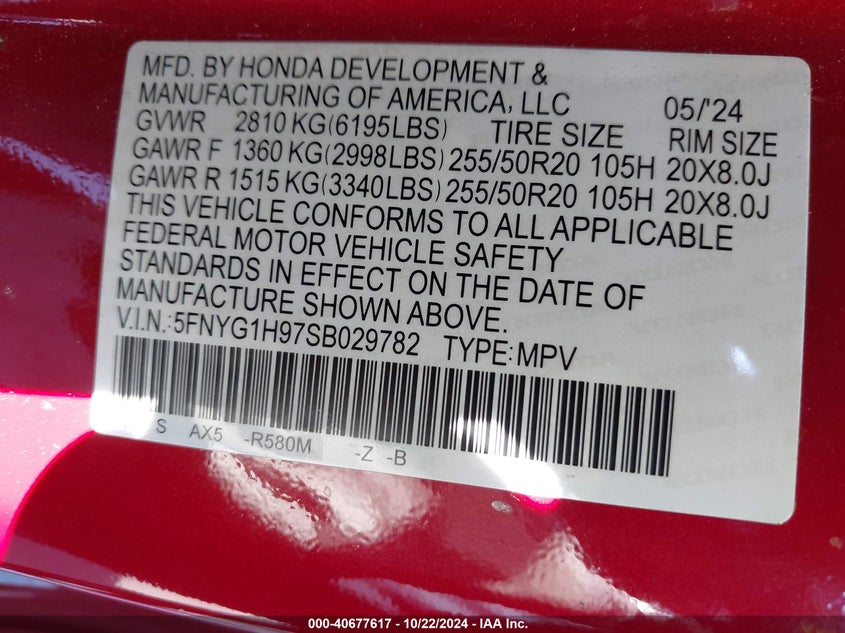 MFD. BY HONDA DEVELOPMENT &
MANUFACTURING OF AMERICA, LLC 05/'24
GVWR 2810 KG(6195LBS) TIRE SIZE RIM SIZE
GAWR F 1360 KG(2998LBS) 255/50R20 105H 20X8.0J
GAWR R 1515 KG(3340LBS) 255/50R20 105H 20X8.0J
THIS VEHICLE CONFORMS TO ALL APPLICABLE
FEDERAL MOTOR VEHICLE SAFETY
STANDARDS IN EFFECT ON THE DATE OF
MANUFACTURE SHOWN ABOVE.
V.I.N.:5FNYG1H97SB029782 TYPE:MPV
S AX5 -R580M -Z -B
000-40677617 - 10/22/2024 - IAA Inc.